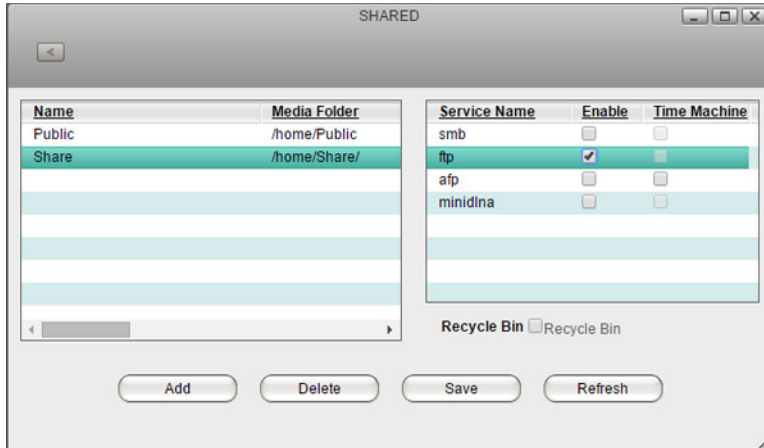 SHARED
<
Name Media Folder
Public /home/Public
Share /home/Share/
Service Name Enable Time Machine
smb
ftp
afp
minidlna
Recycle Bin Recycle Bin
Add Delete Save Refresh